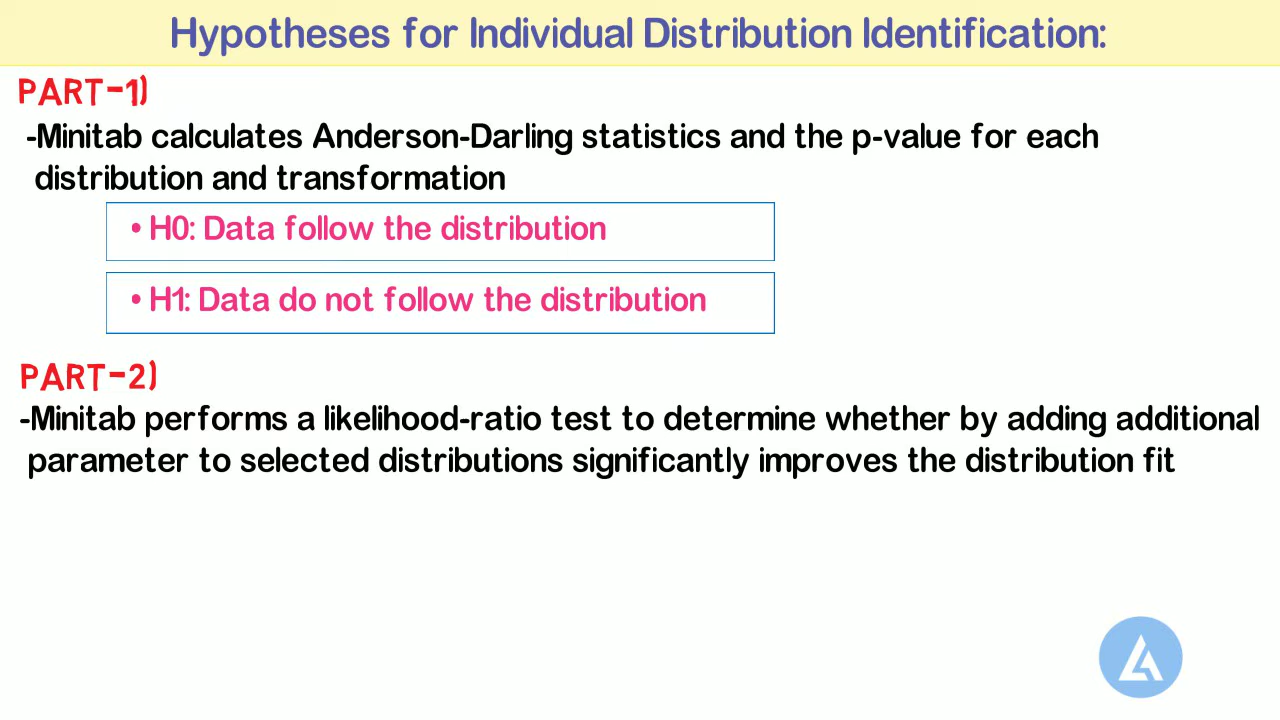 Hypotheses for Individual Distribution Identification:
PART-1)
-Minitab calculates Anderson-Darling statistics and the p-value for each
distribution and transformation
• H0: Data follow the distribution
• H1: Data do not follow the distribution
PART-2)
-Minitab performs a likelihood-ratio test to determine whether by adding additional
parameter to selected distributions significantly improves the distribution fit